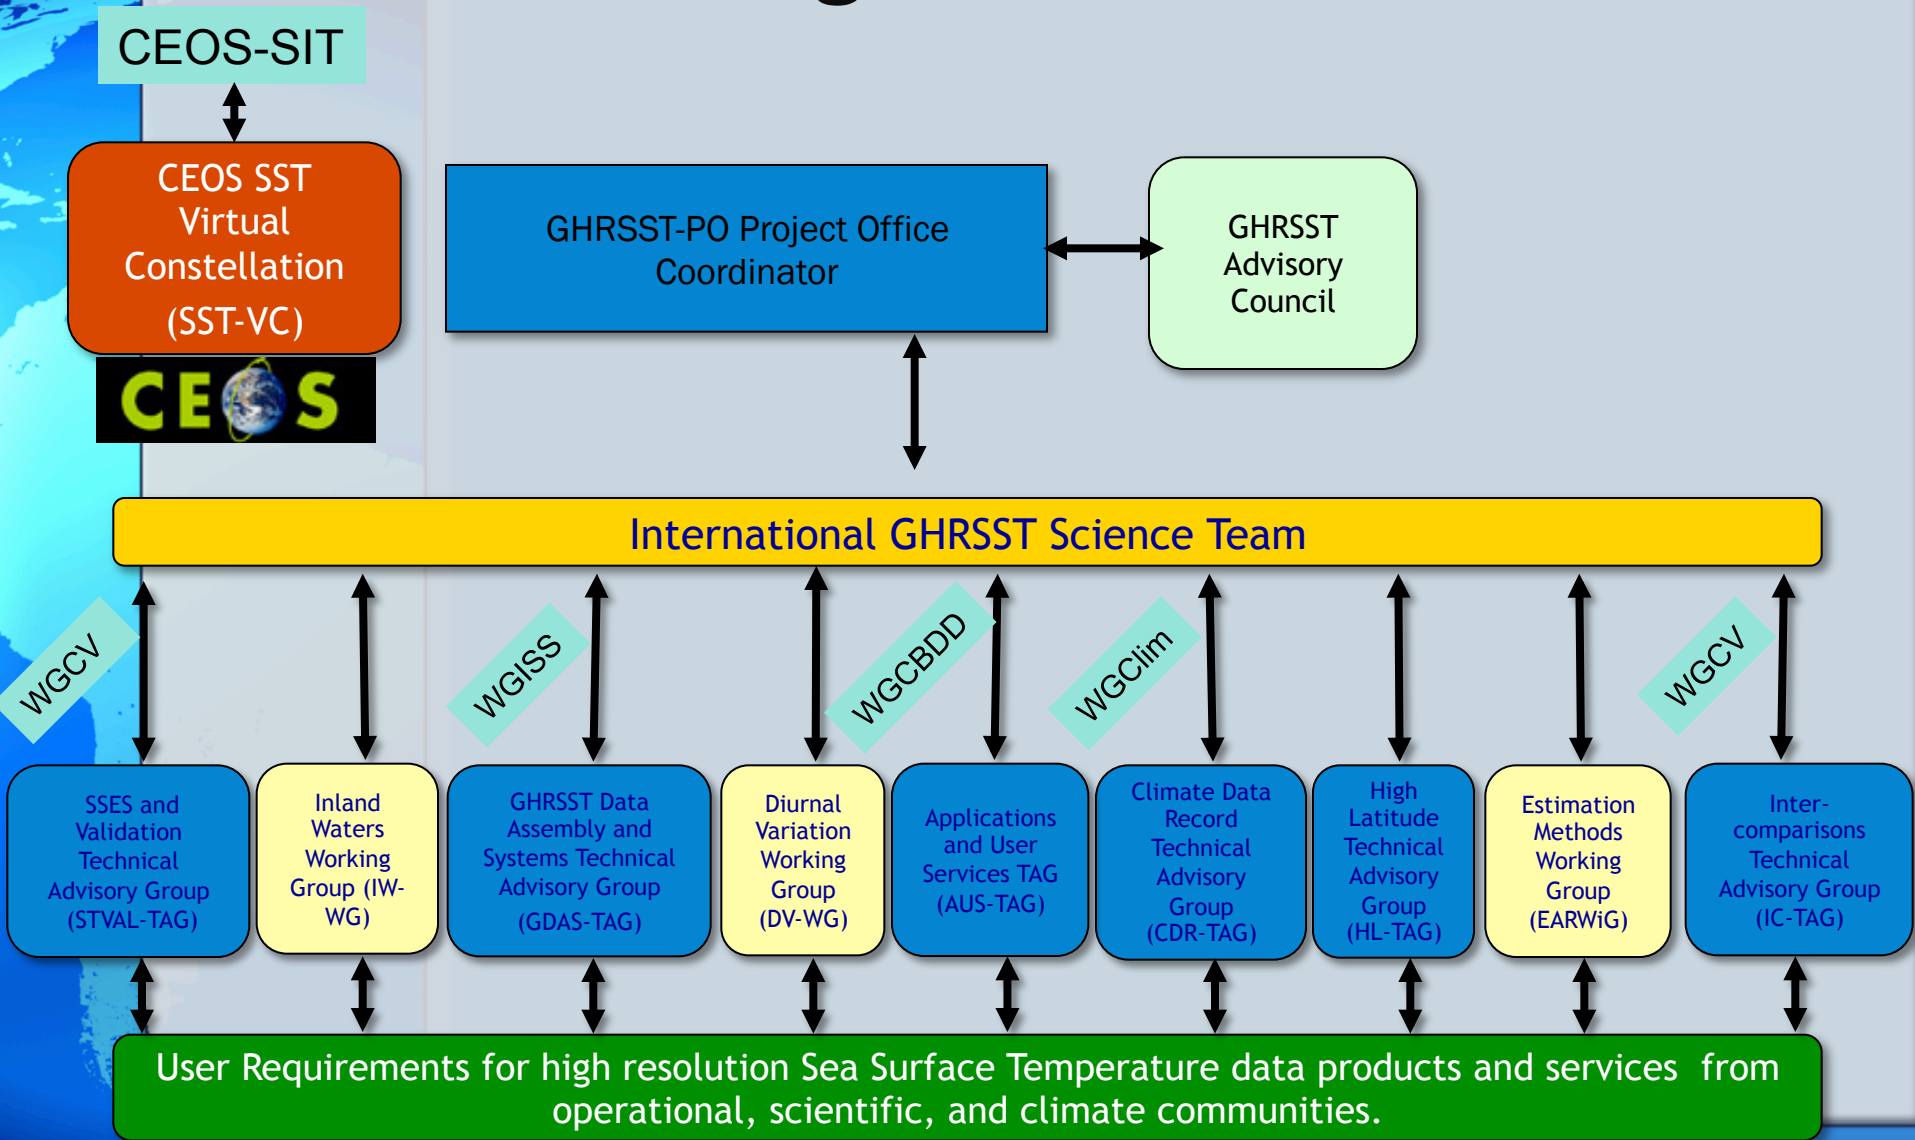 CEOS-SIT
CEOS SST
Virtual
Constellation
(SST-VC)
CEOS
GHRSST-PO Project Office
Coordinator
GHRSST
Advisory
Council
International GHRSST Science Team
WGCV
WGISS
WGCBDD
WGClim
WGCV
SSES and
Validation
Technical
Advisory Group
(STVAL-TAG)
Inland
Waters
Working
Group (IW-
WG)
GHRSST Data
Assembly and
Systems Technical
Advisory Group
(GDAS-TAG)
Diurnal
Variation
Working
Group
(DV-WG)
Applications
and User
Services TAG
(AUS-TAG)
Climate Data
Record
Technical
Advisory
Group
(CDR-TAG)
High
Latitude
Technical
Advisory
Group
(HL-TAG)
Estimation
Methods
Working
Group
(EARWiG)
Inter-
comparisons
Technical
Advisory Group
(IC-TAG)
User Requirements for high resolution Sea Surface Temperature data products and services from
operational, scientific, and climate communities.